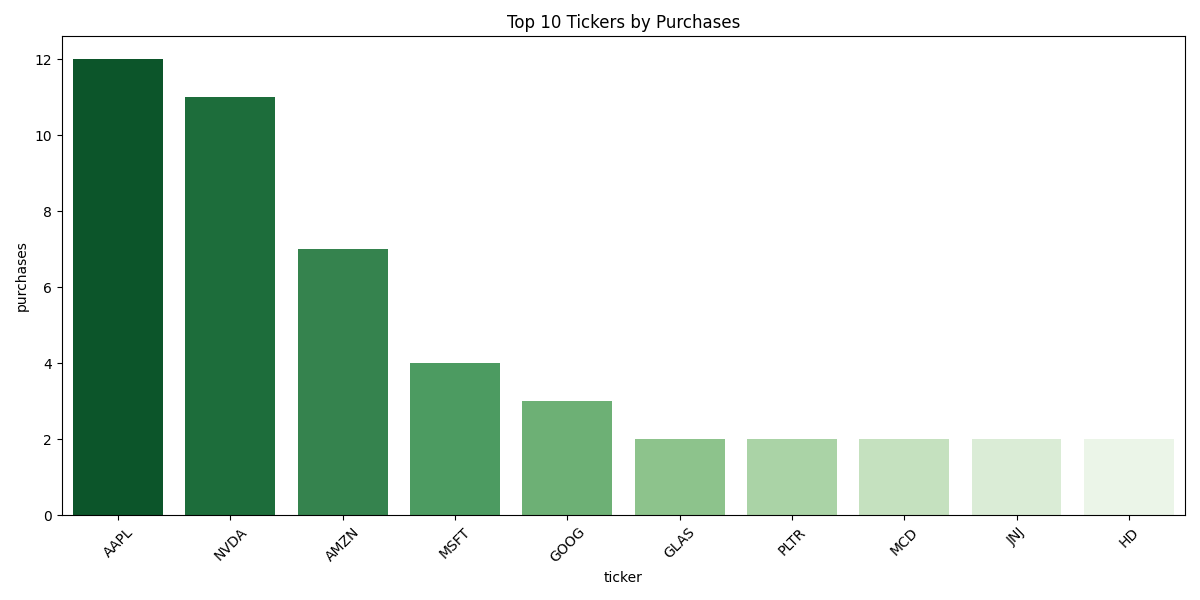 Top 10 Tickers by Purchases
purchases
12
10
8
6
4
2
0
AAPL
NVDA
AMZN
MSFT
GOOG
GLAS
PLTR
MCD
JNJ
HD
ticker